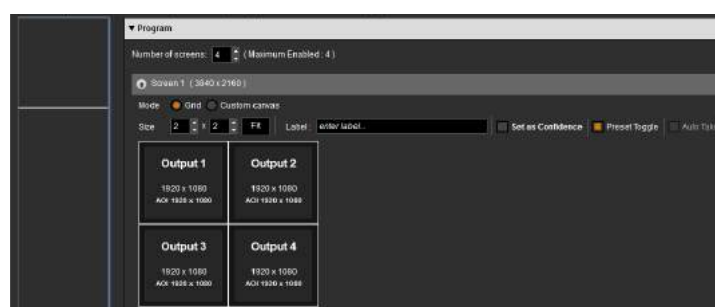 Program
Number of screens: 4 ( Maximum Enabled: 4 )
Screen 1 ( 3840 x 2160 )
Mode Grid Custom canvas
Size 2 x 2 Fit Label: enter label... Set as Confidence Preset Toggle Auto Take
Output 1 Output 2
1920 x 1080 1920 x 1080
AOI 1920 x 1080 AOI 1920 x 1080
Output 3 Output 4
1920 x 1080 1920 x 1080
AOI 1920 x 1080 AOI 1920 x 1080